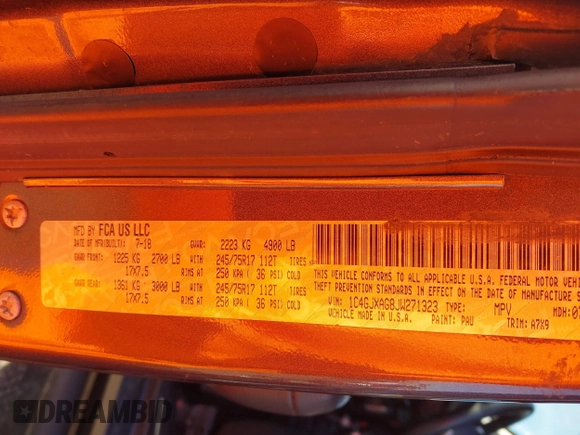 MFD BY FCA US LLC
DATE OF MFR(BUILT): 7-18 GVWR: 2223 KG 4900 LB
GAWR FRONT: 1225 KG 2700 LB WITH 245/75R17 112T TIRES
17X7.5 RIMS AT 250 KPA ( 36 PSI) COLD
GAWR REAR: 1361 KG 3000 LB WITH 245/75R17 112T TIRES
17X7.5 RIMS AT 250 KPA ( 36 PSI) COLD
THIS VEHICLE CONFORMS TO ALL APPLICABLE U.S.A. FEDERAL MOTOR VEHIC
THEFT PREVENTION STANDARDS IN EFFECT ON THE DATE OF MANUFACTURE S
VIN: 1C4GJXAG8JW271323 TYPE: MPV MDH: 07
VEHICLE MADE IN U.S.A. PAINT: PAU TRIM: A7X9
DREAMBID